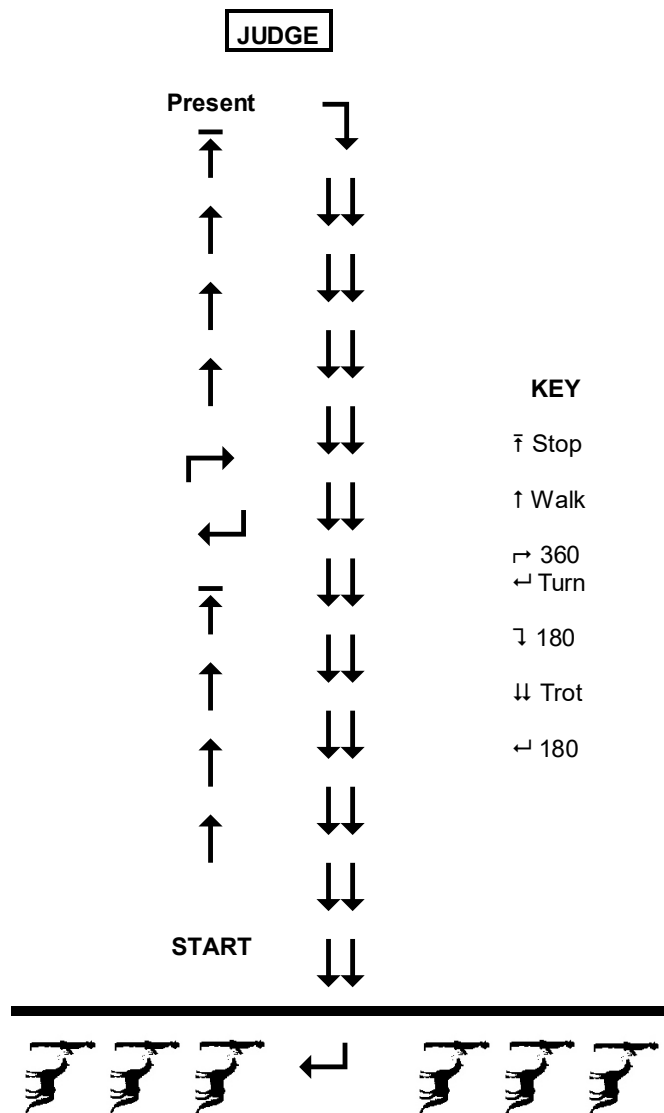 JUDGE
Present
KEY
↑ Stop
↑ Walk
↱ 360
↵ Turn
↴ 180
⇊ Trot
↵ 180
START